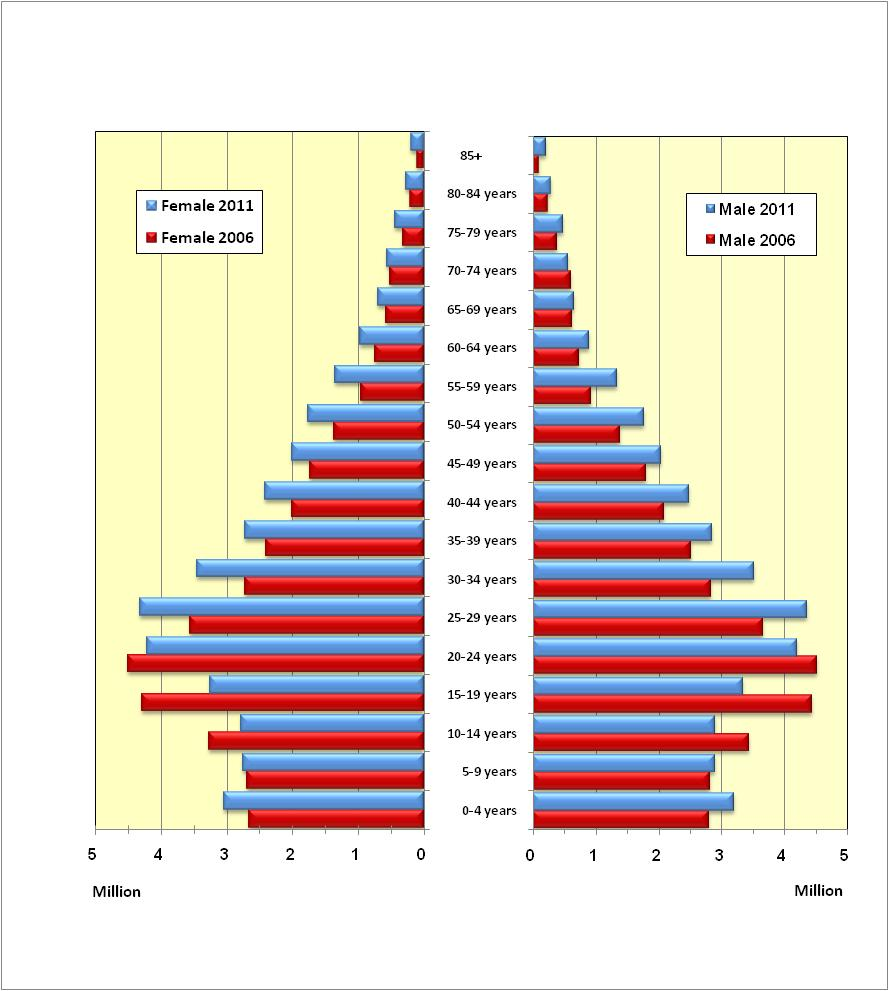 85+
80-84 years
Female 2011
Female 2006
Male 2011
Male 2006
75-79 years
70-74 years
65-69 years
60-64 years
55-59 years
50-54 years
45-49 years
40-44 years
35-39 years
30-34 years
25-29 years
20-24 years
15-19 years
10-14 years
5-9 years
0-4 years
5 4 3 2 1 0 0 1 2 3 4 5
Million Million